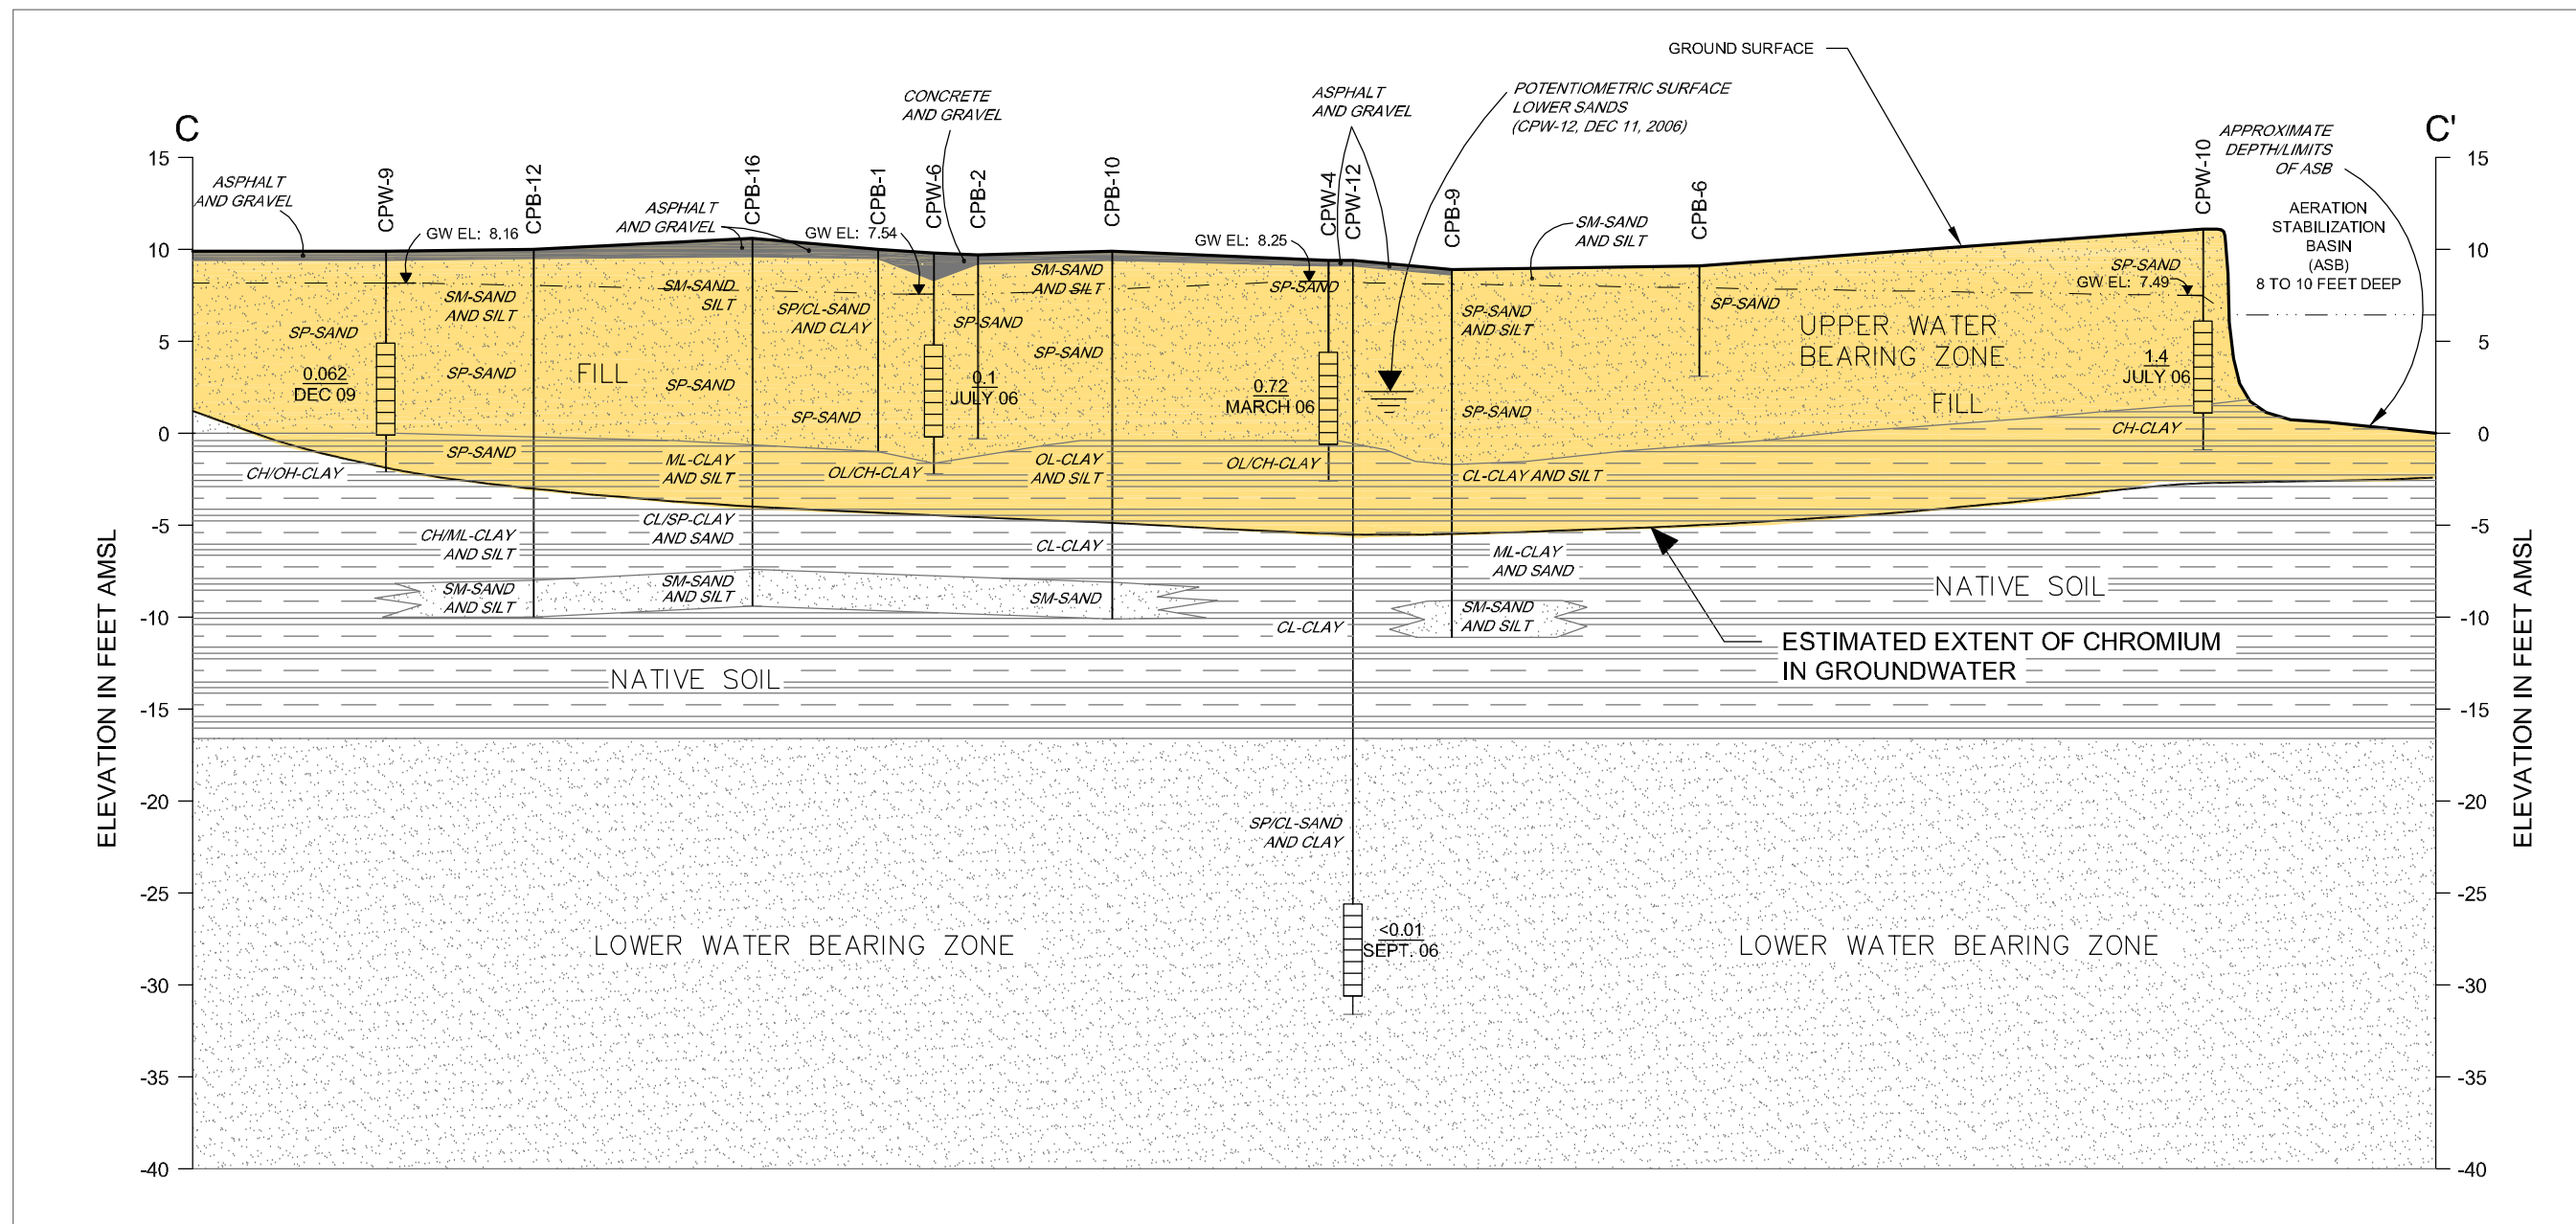 GROUND SURFACE
POTENTIOMETRIC SURFACE
LOWER SANDS
(CPW-12, DEC 11, 2006)
CONCRETE
AND GRAVEL
ASPHALT
AND GRAVEL
C
C'
APPROXIMATE
DEPTH/LIMITS
OF ASB
ASPHALT
AND GRAVEL
ASPHALT
AND GRAVEL
CPW-9
CPB-12
CPB-16
CPB-1
CPW-6
CPB-2
CPB-10
CPW-4
CPW-12
CPB-9
CPB-6
CPW-10
AERATION
STABILIZATION
BASIN
(ASB)
8 TO 10 FEET DEEP
SM-SAND
AND SILT
GW EL: 8.16
GW EL: 7.54
GW EL: 8.25
GW EL: 7.49
SP-SAND
SM-SAND
AND SILT
SM-SAND
SILT
SP/CL-SAND
AND CLAY
SP-SAND
SM-SAND
AND SILT
SP-SAND
SP-SAND
AND SILT
SP-SAND
SP-SAND
UPPER WATER
BEARING ZONE
FILL
0.062
DEC 09
SP-SAND
FILL
SP-SAND
SP-SAND
0.1
JULY 06
SP-SAND
0.72
MARCH 06
SP-SAND
1.4
JULY 06
CH-CLAY
CH/OH-CLAY
SP-SAND
ML-CLAY
AND SILT
OL/CH-CLAY
OL-CLAY
AND SILT
OL/CH-CLAY
CL-CLAY AND SILT
CH/ML-CLAY
AND SILT
CL/SP-CLAY
AND SAND
CL-CLAY
ML-CLAY
AND SAND
SM-SAND
AND SILT
SM-SAND
AND SILT
SM-SAND
CL-CLAY
SM-SAND
AND SILT
NATIVE SOIL
ESTIMATED EXTENT OF CHROMIUM
IN GROUNDWATER
NATIVE SOIL
SP/CL-SAND
AND CLAY
<0.01
SEPT. 06
LOWER WATER BEARING ZONE
LOWER WATER BEARING ZONE
ELEVATION IN FEET AMSL
15
10
5
0
-5
-10
-15
-20
-25
-30
-35
-40
15
10
5
0
-5
-10
-15
-20
-25
-30
-35
-40
ELEVATION IN FEET AMSL